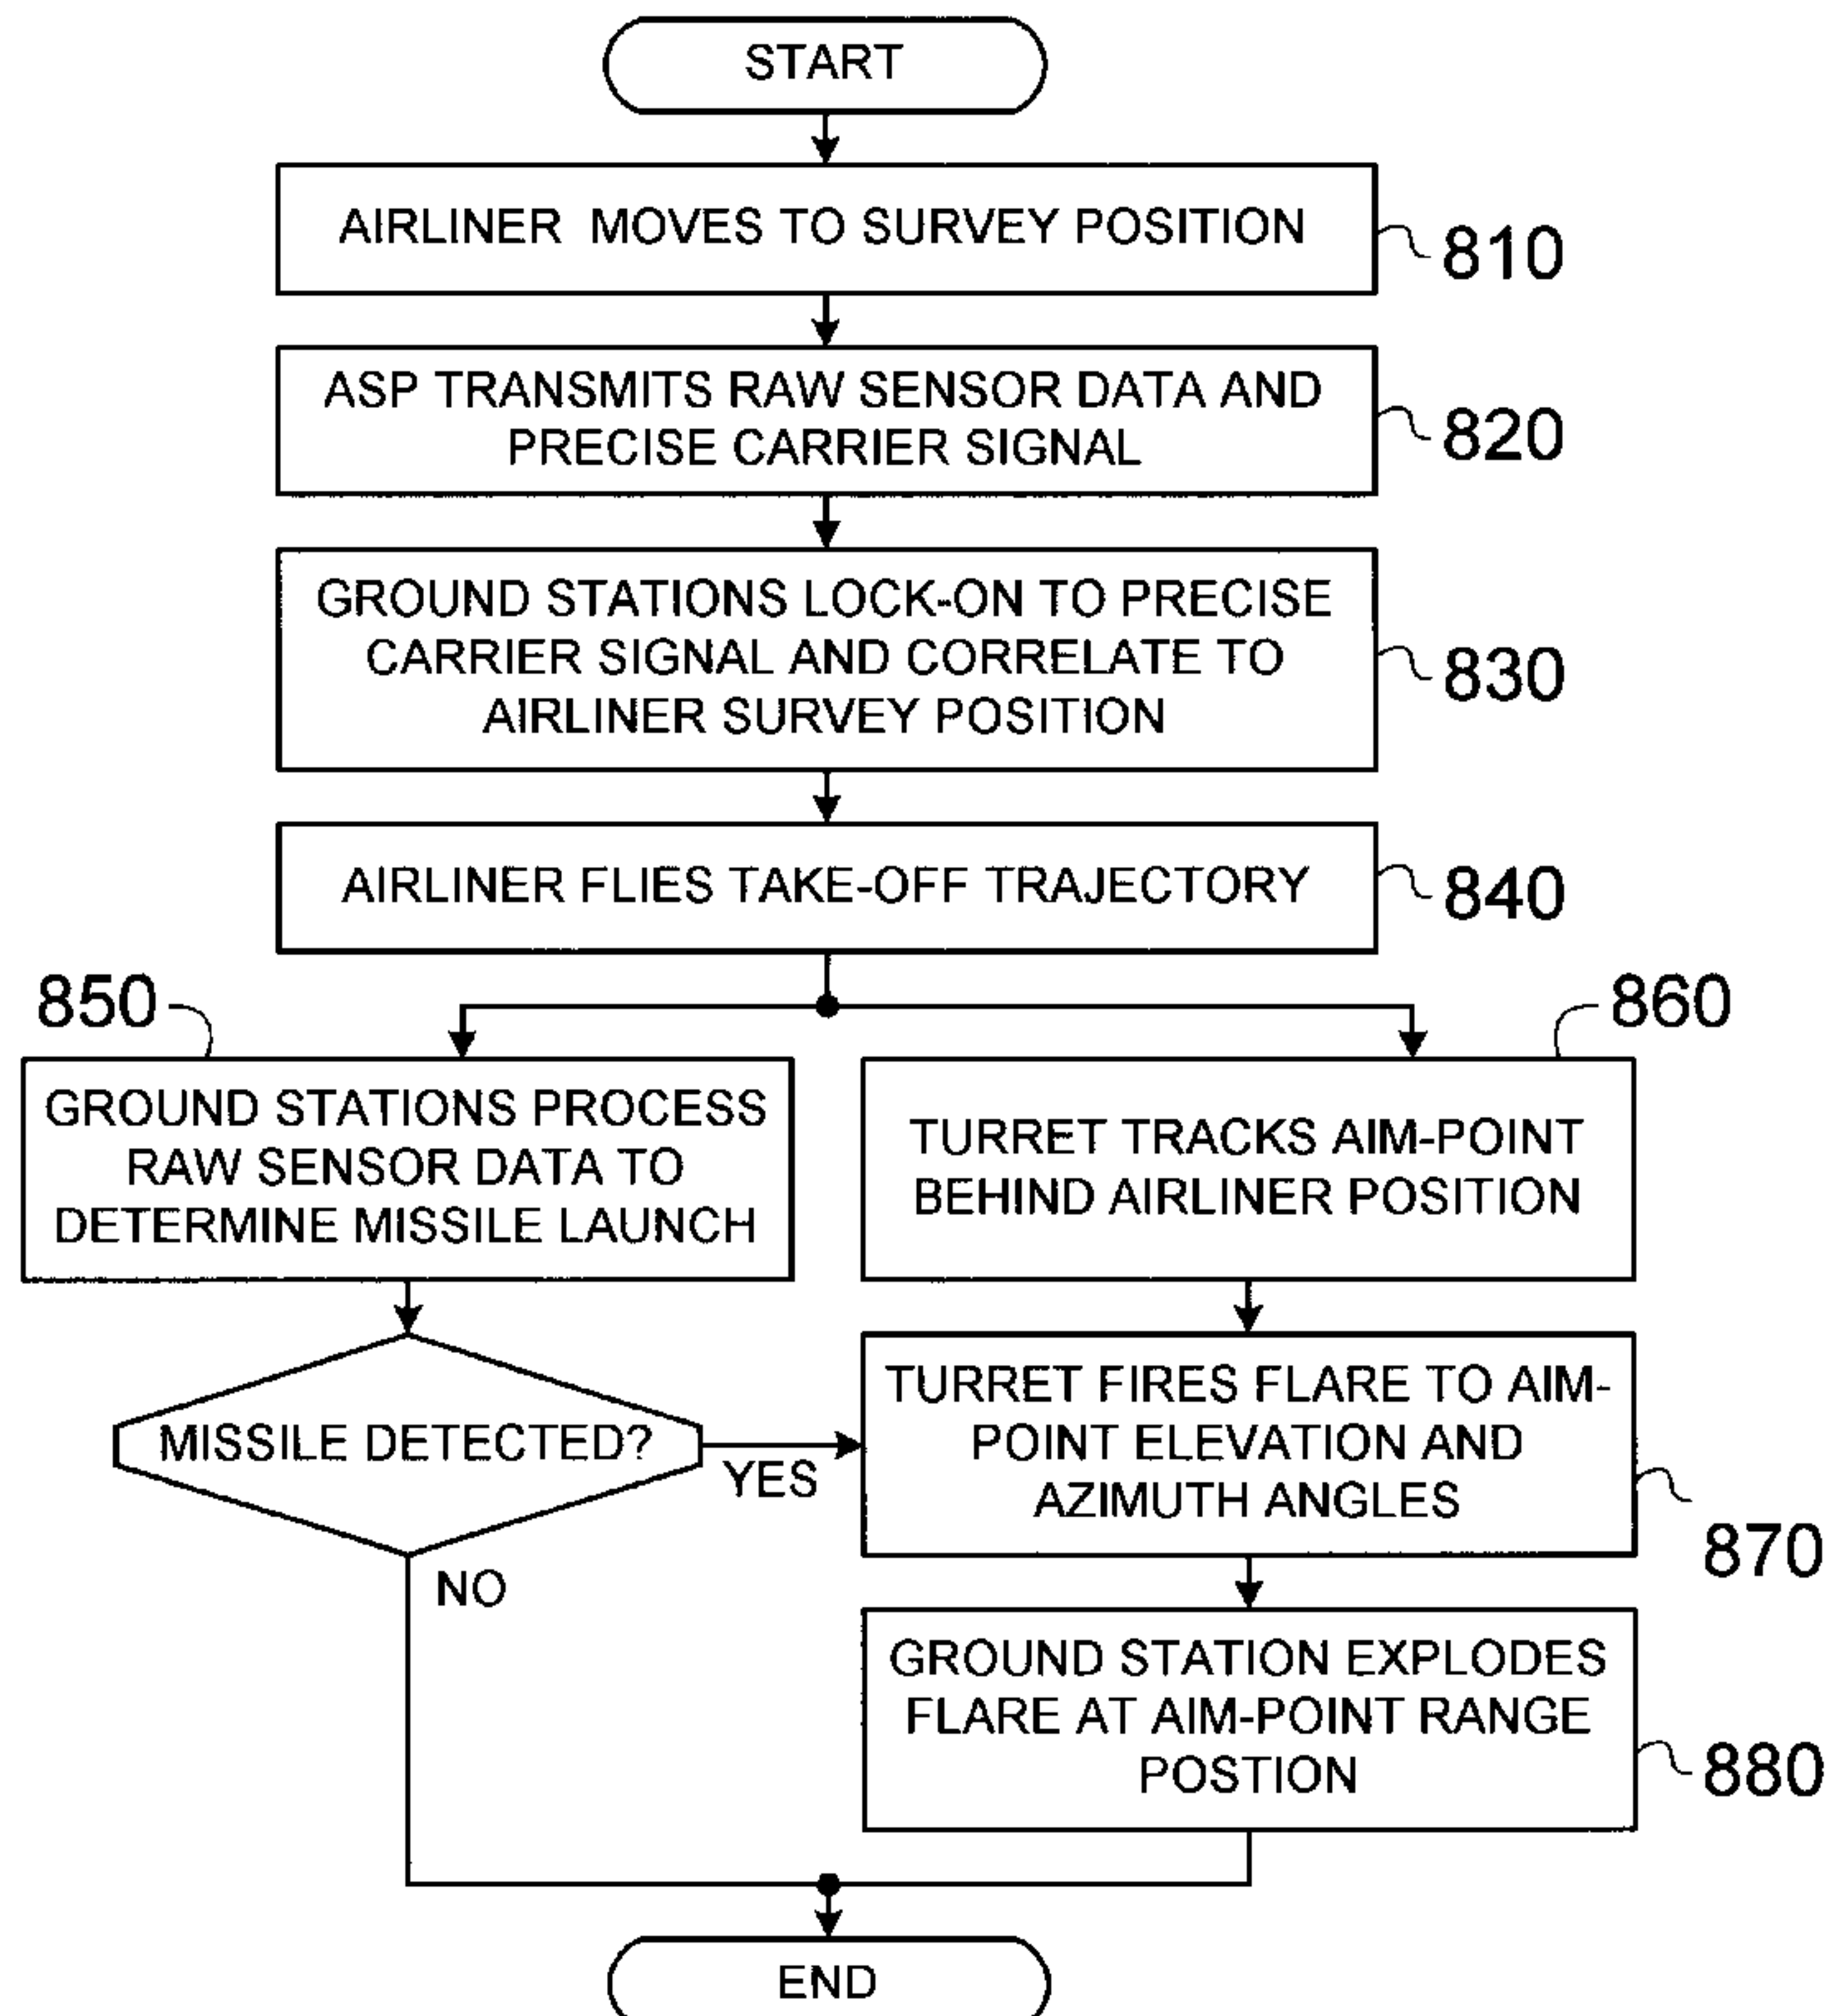 START
AIRLINER MOVES TO SURVEY POSITION
810
ASP TRANSMITS RAW SENSOR DATA AND
PRECISE CARRIER SIGNAL
820
GROUND STATIONS LOCK-ON TO PRECISE
CARRIER SIGNAL AND CORRELATE TO
AIRLINER SURVEY POSITION
830
AIRLINER FLIES TAKE-OFF TRAJECTORY
840
850
GROUND STATIONS PROCESS
RAW SENSOR DATA TO
DETERMINE MISSILE LAUNCH
860
TURRET TRACKS AIM-POINT
BEHIND AIRLINER POSITION
MISSILE DETECTED?
YES
NO
TURRET FIRES FLARE TO AIM-
POINT ELEVATION AND
AZIMUTH ANGLES
870
GROUND STATION EXPLODES
FLARE AT AIM-POINT RANGE
POSTION
880
END